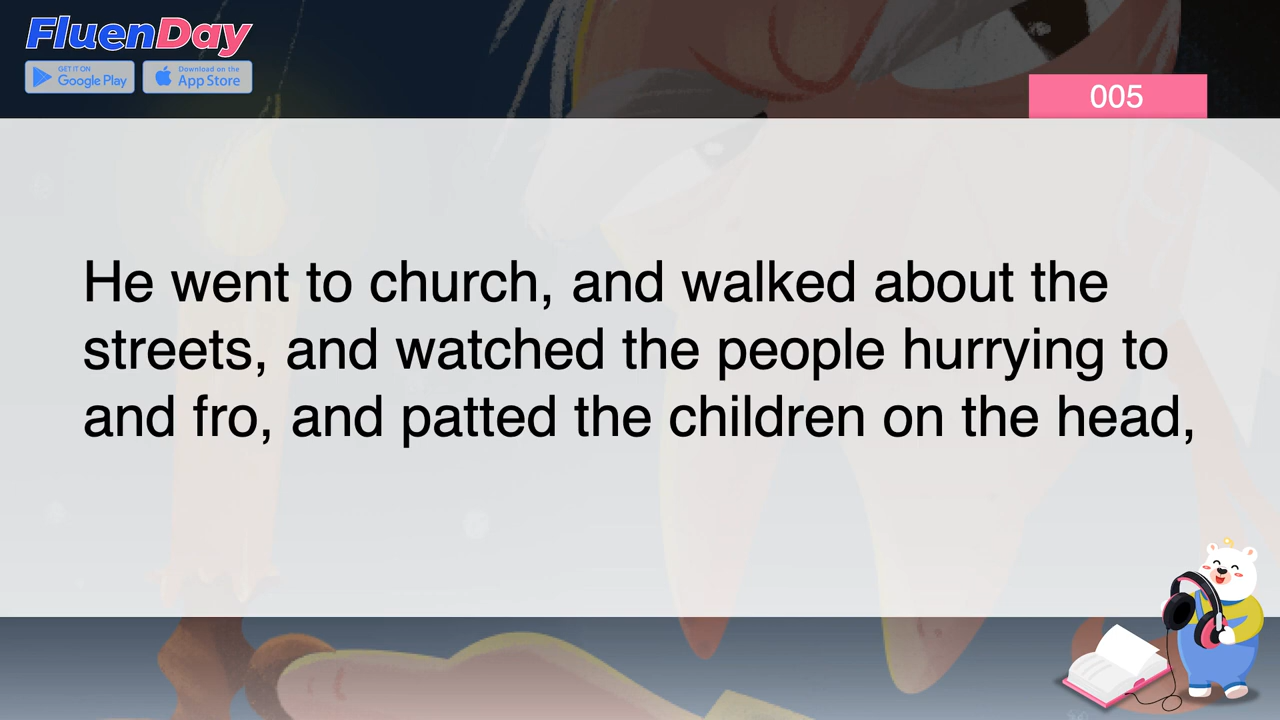 FluenDay
GET IT ON
Google Play
Download on the
App Store
005
He went to church, and walked about the
streets, and watched the people hurrying to
and fro, and patted the children on the head,